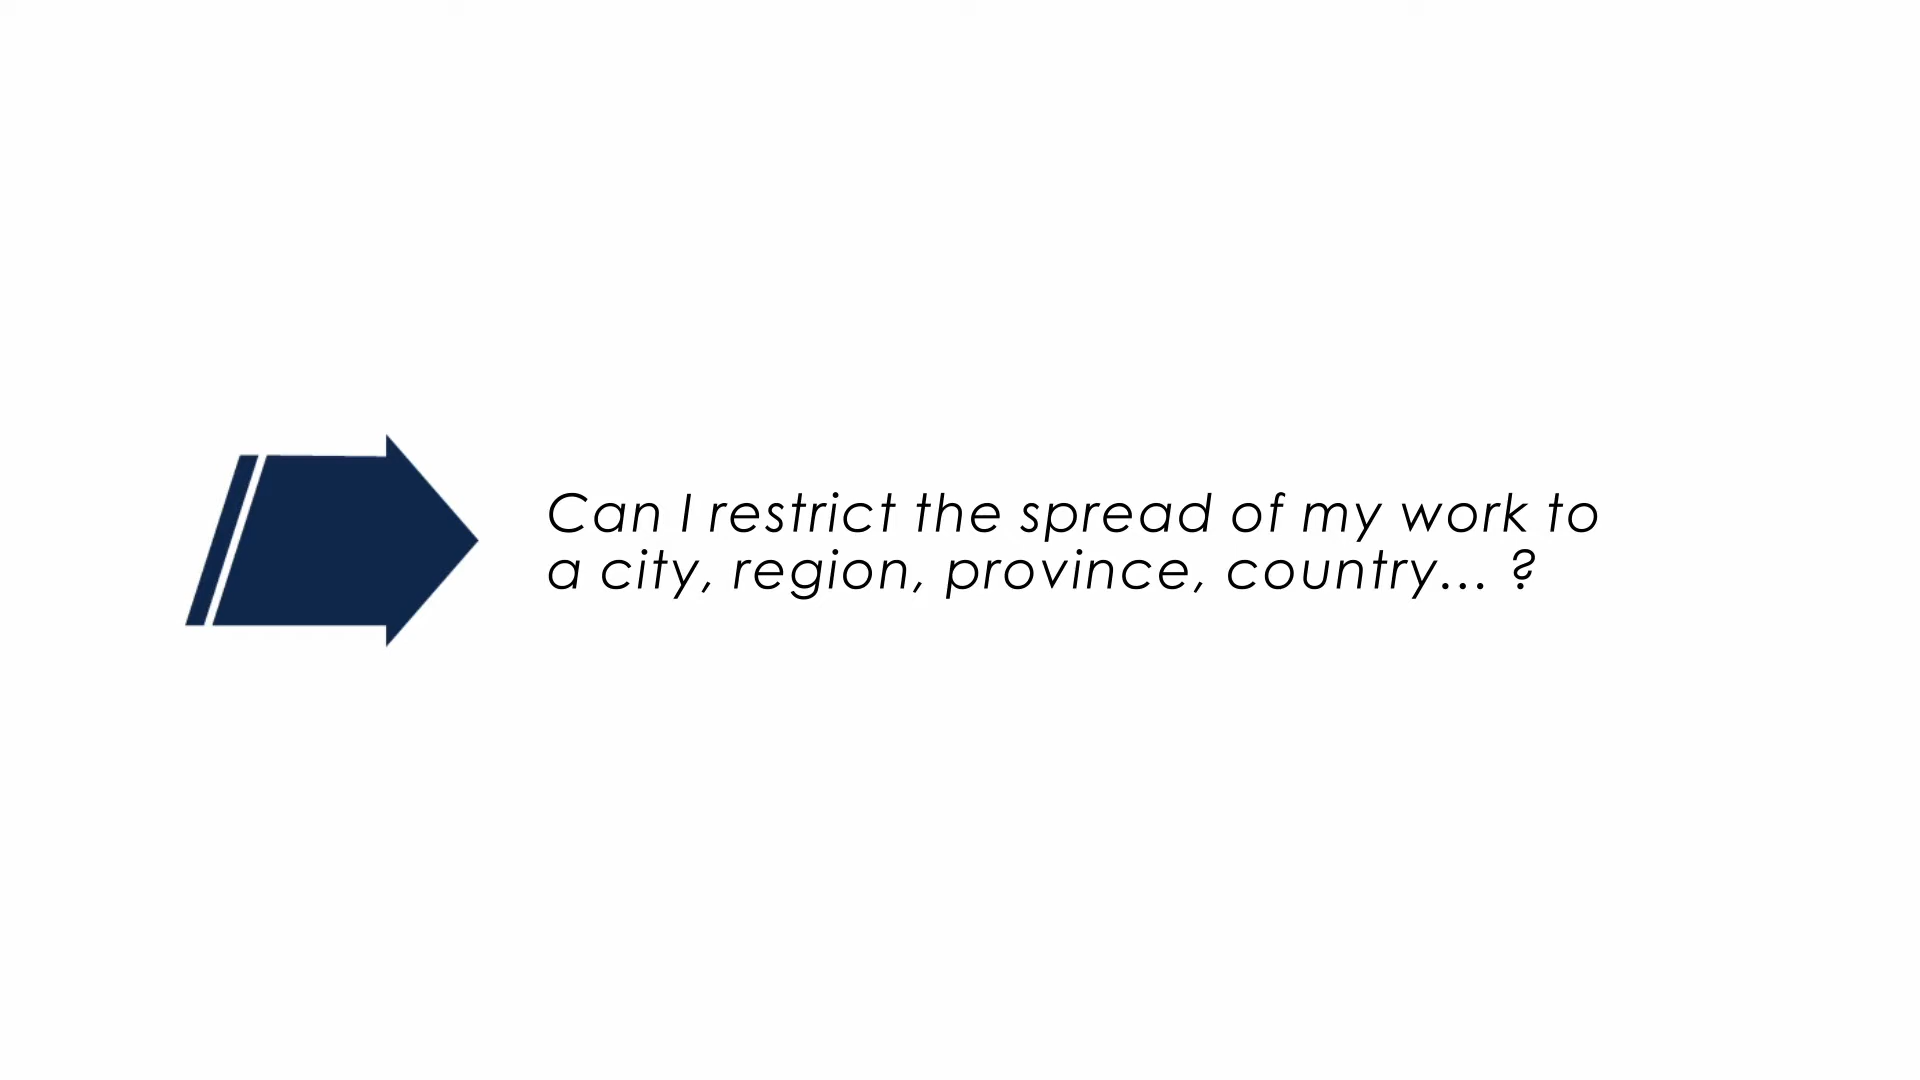 Can I restrict the spread of my work to
a city, region, province, country... ?